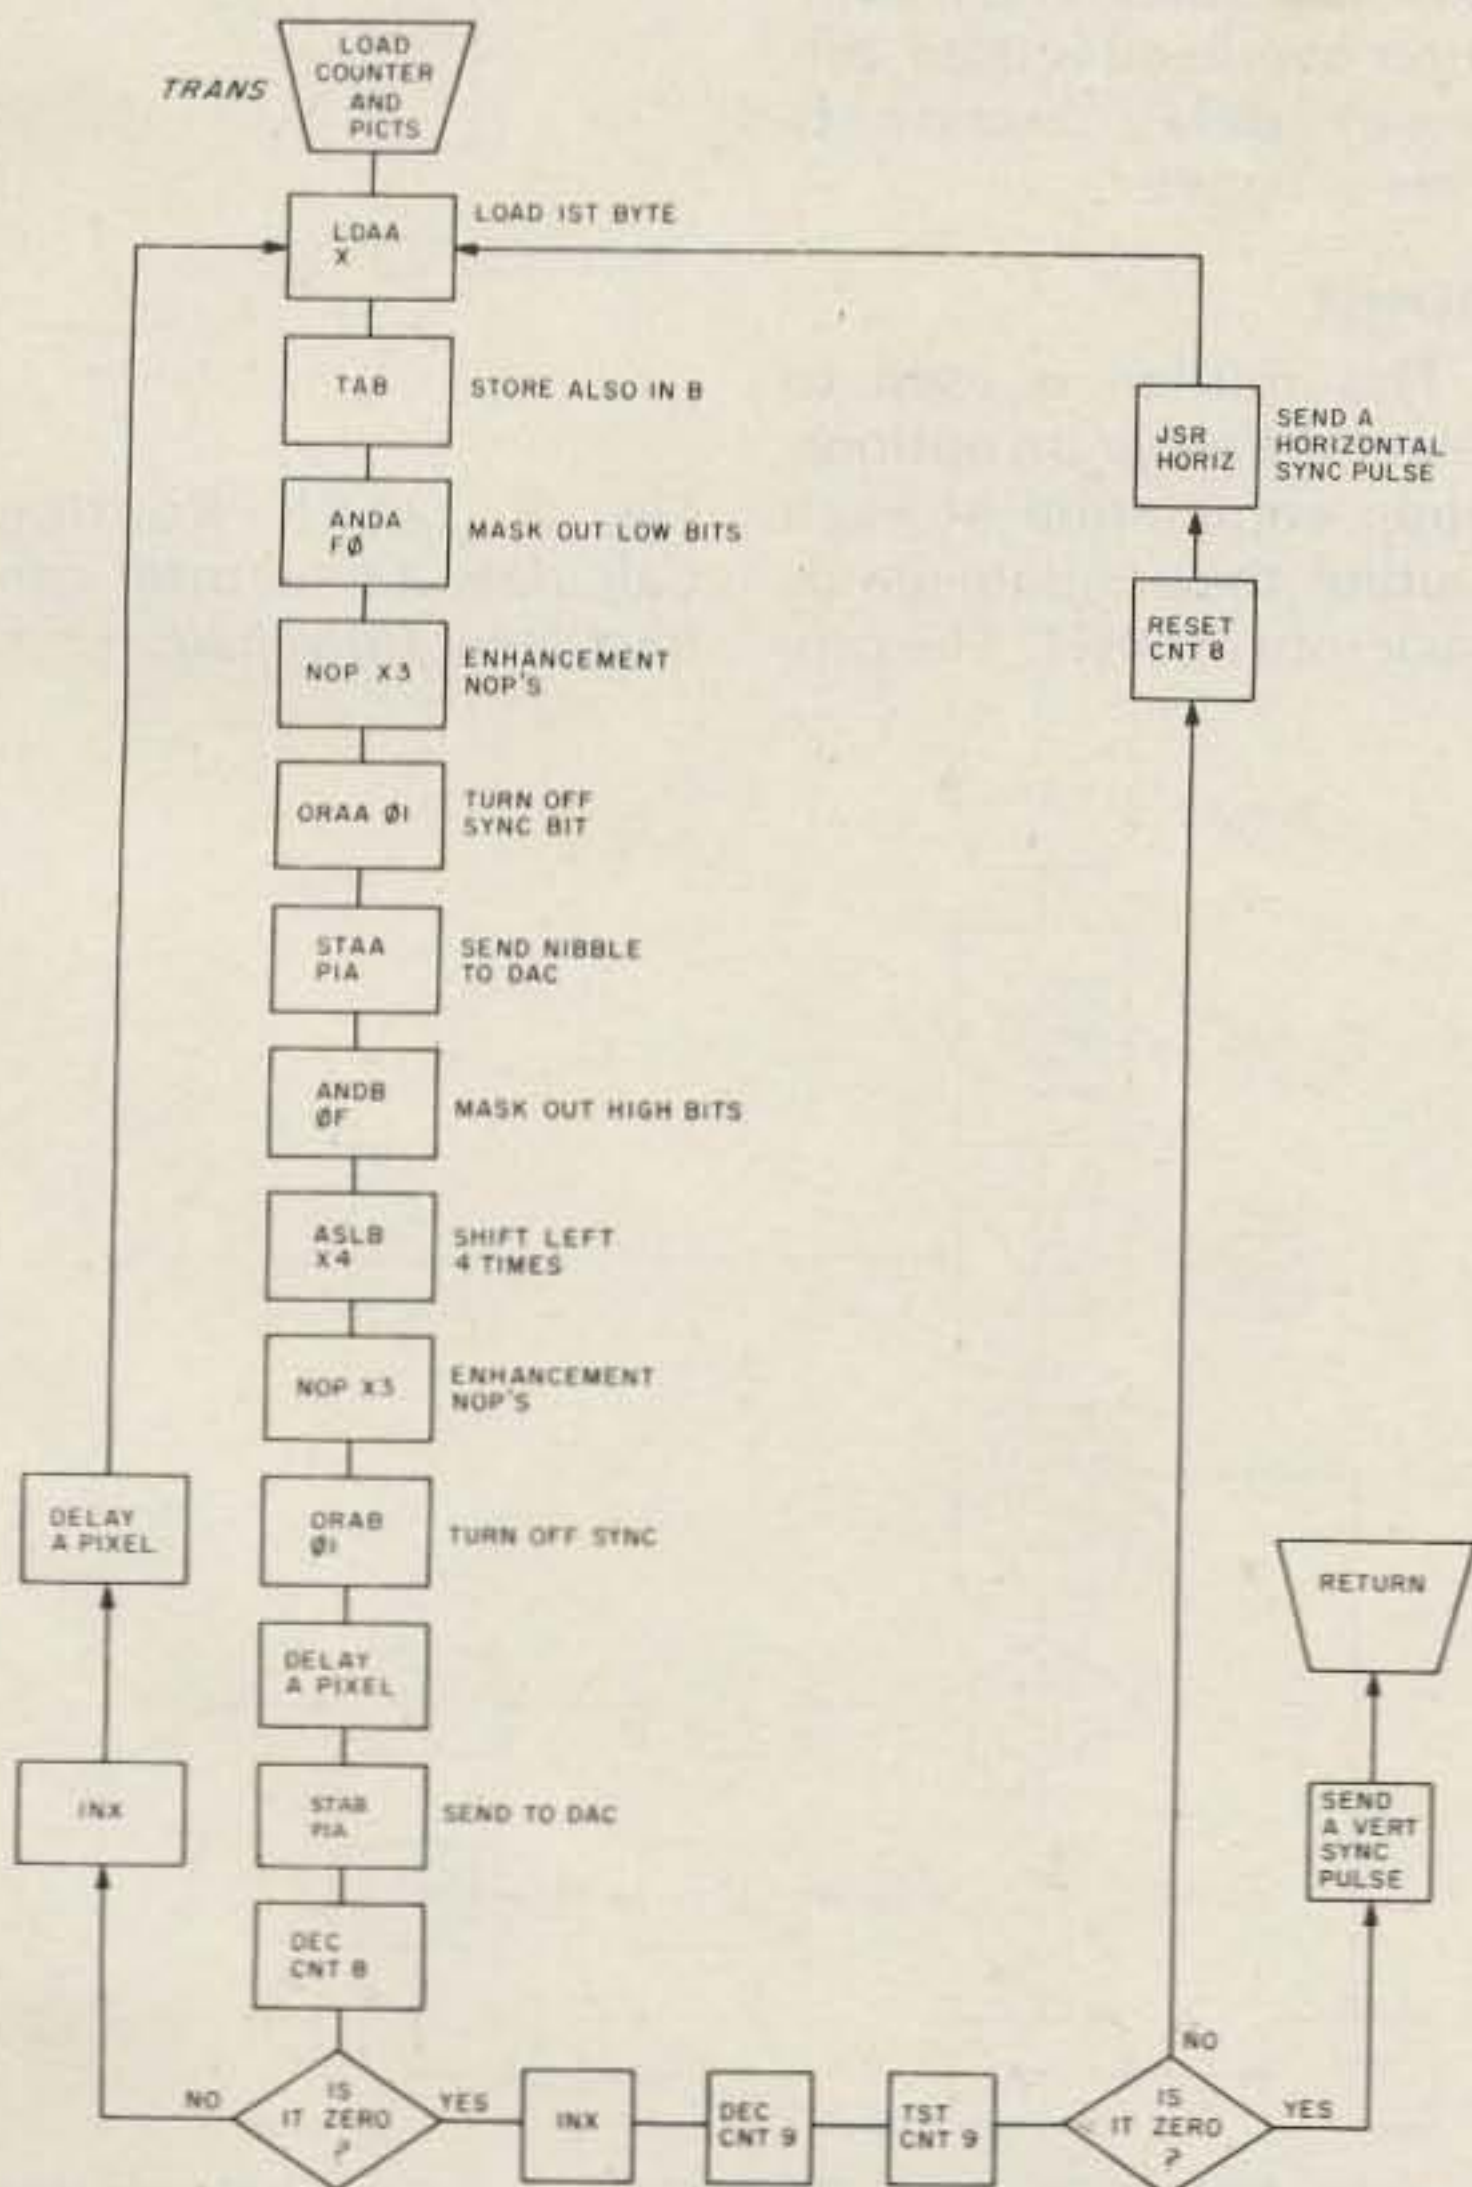 TRANS
LOAD
COUNTER
AND
PICTS
LDAA
X
LOAD 1ST BYTE
TAB
STORE ALSO IN B
ANDA
FØ
MASK OUT LOW BITS
NOP X3
ENHANCEMENT
NOP'S
ORAA Ø1
TURN OFF
SYNC BIT
STAA
PIA
SEND NIBBLE
TO DAC
ANDB
ØF
MASK OUT HIGH BITS
ASLB
X4
SHIFT LEFT
4 TIMES
NOP X3
ENHANCEMENT
NOP'S
ORAB
Ø1
TURN OFF SYNC
DELAY
A PIXEL
STAB
PIA
SEND TO DAC
DEC
CNT 8
IS
IT ZERO
?
NO
INX
DELAY
A PIXEL
YES
INX
DEC
CNT 9
TST
CNT 9
IS
IT ZERO
?
NO
RESET
CNT 8
JSR
HORIZ
SEND A
HORIZONTAL
SYNC PULSE
YES
SEND
A VERT
SYNC
PULSE
RETURN